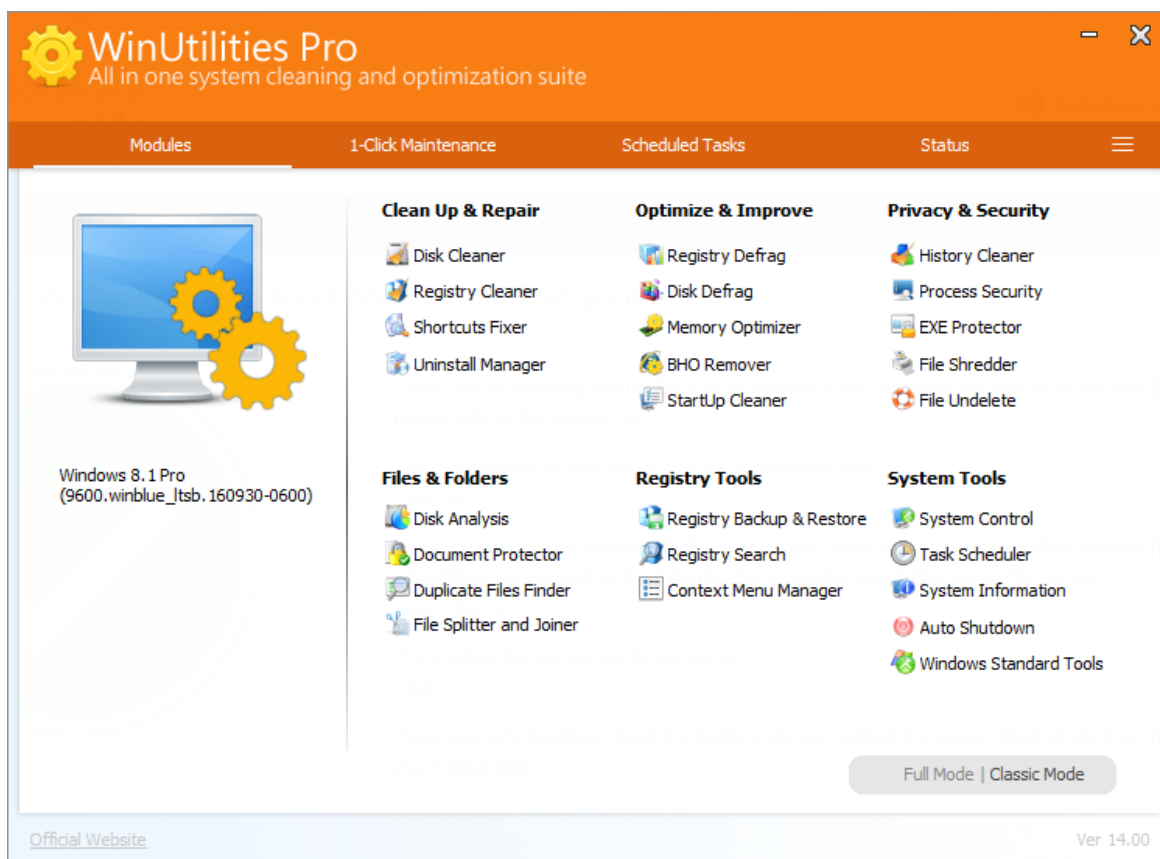 WinUtilities Pro
All in one system cleaning and optimization suite
Modules
1-Click Maintenance
Scheduled Tasks
Status
Clean Up & Repair
Disk Cleaner
Registry Cleaner
Shortcuts Fixer
Uninstall Manager
Optimize & Improve
Registry Defrag
Disk Defrag
Memory Optimizer
BHO Remover
StartUp Cleaner
Privacy & Security
History Cleaner
Process Security
EXE Protector
File Shredder
File Undelete
Windows 8.1 Pro
(9600.winblue_ltsb.160930-0600)
Files & Folders
Disk Analysis
Document Protector
Duplicate Files Finder
File Splitter and Joiner
Registry Tools
Registry Backup & Restore
Registry Search
Context Menu Manager
System Tools
System Control
Task Scheduler
System Information
Auto Shutdown
Windows Standard Tools
Full Mode | Classic Mode
Official Website
Ver 14.00